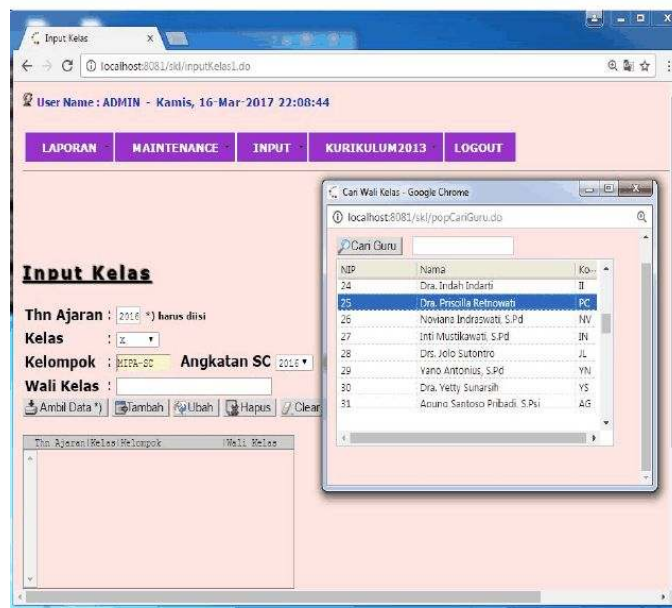 Input Kelas
localhost:8081/skl/inputKelas1.do
User Name : ADMIN - Kamis, 16-Mar-2017 22:08:44
LAPORAN MAINTENANCE INPUT KURIKULUM2013 LOGOUT
Input Kelas
Thn Ajaran : 2016 *) harus diisi
Kelas : X
Kelompok : MIPA-SC Angkatan SC 2016
Wali Kelas :
Ambil Data *) Tambah Ubah Hapus Clear
Thn Ajaran|Kelas|Kelompok |Wali Kelas
Cari Wali Kelas - Google Chrome
localhost:8081/skl/popCariGuru.do
Cari Guru
NIP Nama Ko...
24 Dra. Indah Indarti II
25 Dra. Priscilla Retnowati PC
26 Noviana Indraswati, S.Pd NV
27 Inti Mustikawati, S.Pd IN
28 Drs. Jolo Sutontro JL
29 Yano Antonius, S.Pd YN
30 Dra. Yetty Sunarsih YS
31 Agung Santoso Pribadi, S.Psi AG